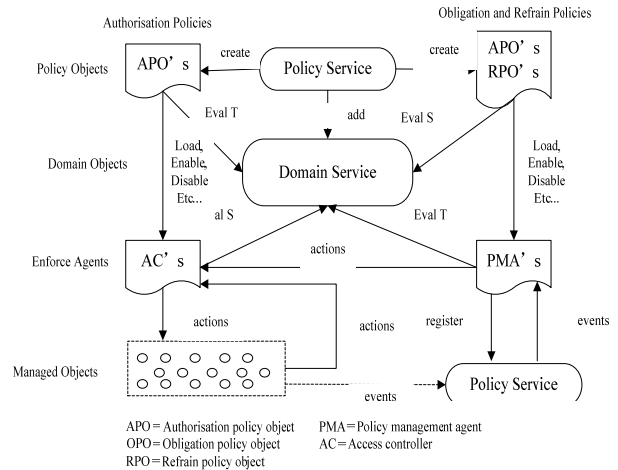 Authorisation Policies
Obligation and Refrain Policies
Policy Objects
APO’ s
create
Policy Service
create
APO’ s
RPO’ s
Eval T
add
Eval S
Domain Objects
Load,
Enable,
Disable
Etc...
Domain Service
Load,
Enable,
Disable
Etc...
al S
Eval T
Enforce Agents
AC’ s
actions
PMA’ s
actions
actions
register
events
Managed Objects
events
Policy Service
APO=Authorisation policy object
PMA=Policy management agent
OPO=Obligation policy object
AC=Access controller
RPO=Refrain policy object